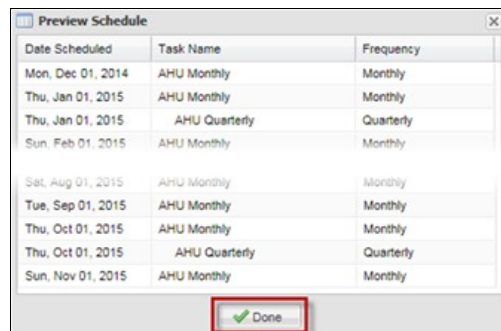 Preview Schedule
Date Scheduled Task Name Frequency
Mon, Dec 01, 2014 AHU Monthly Monthly
Thu, Jan 01, 2015 AHU Monthly Monthly
Thu, Jan 01, 2015 AHU Quarterly Quarterly
Sun, Feb 01, 2015 AHU Monthly Monthly
Sat, Aug 01, 2015 AHU Monthly Monthly
Tue, Sep 01, 2015 AHU Monthly Monthly
Thu, Oct 01, 2015 AHU Monthly Monthly
Thu, Oct 01, 2015 AHU Quarterly Quarterly
Sun, Nov 01, 2015 AHU Monthly Monthly
Done